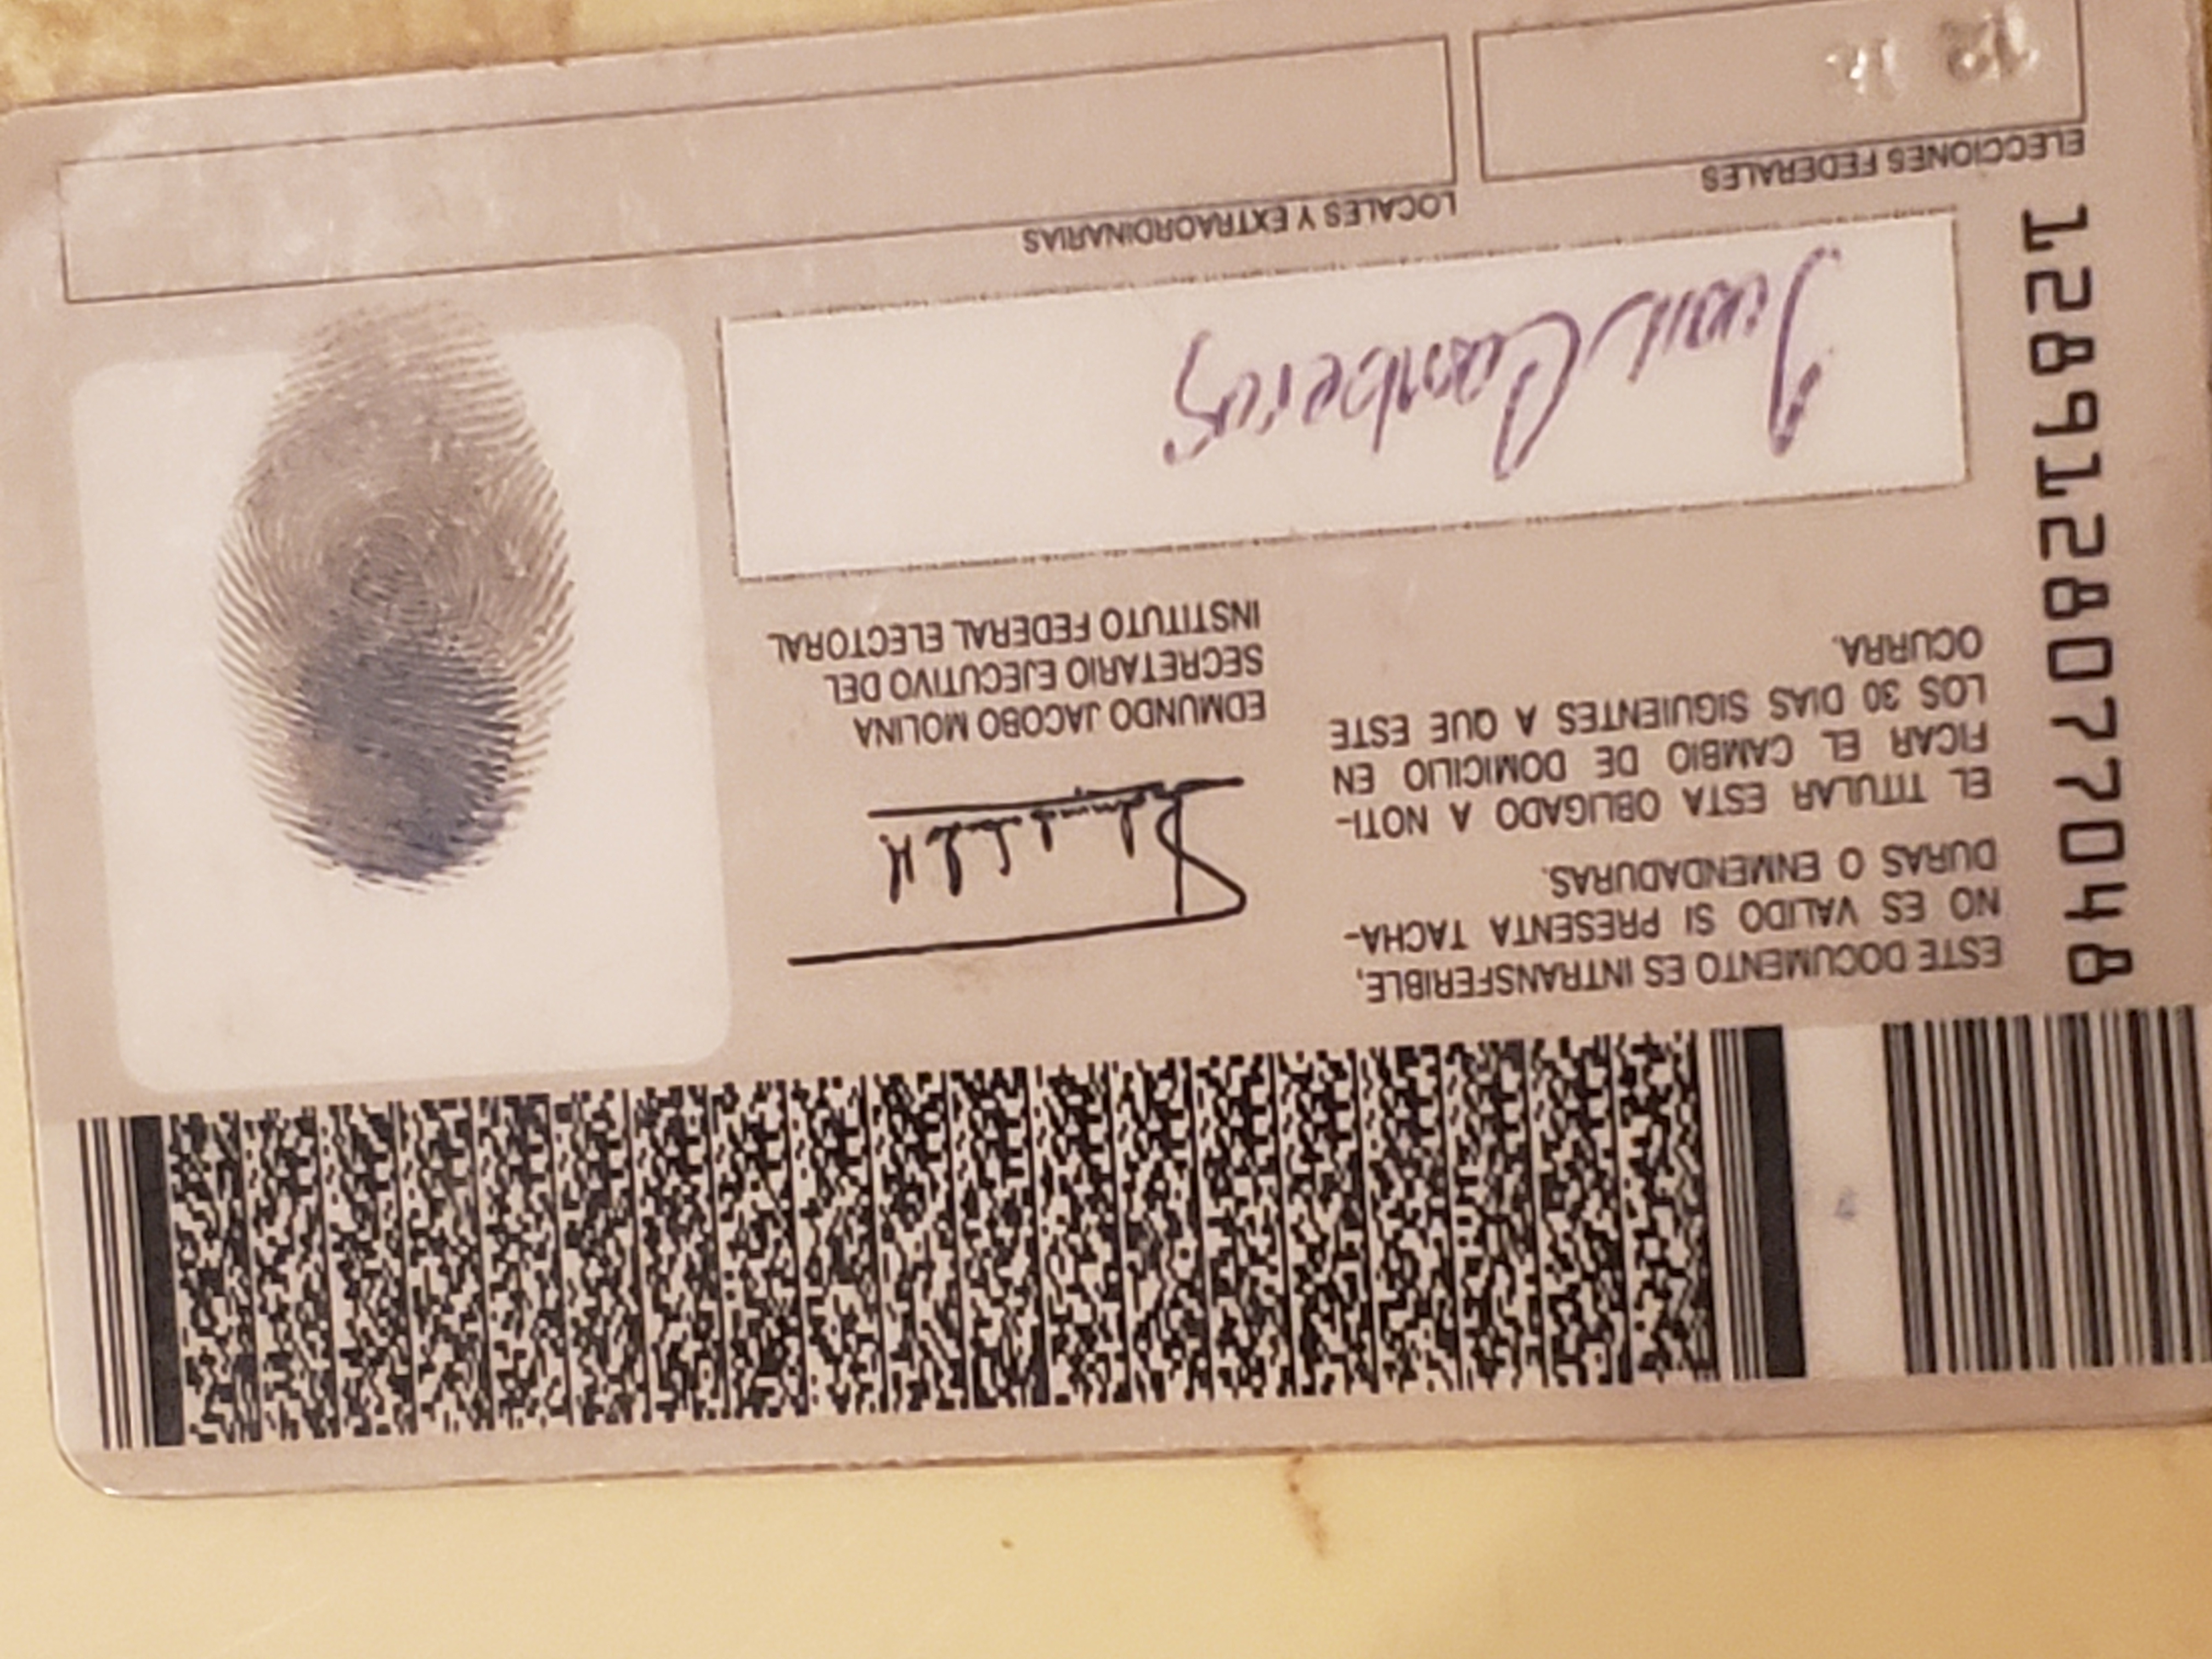 ESTE DOCUMENTO ES INTRANSFERIBLE,
NO ES VALIDO SI PRESENTA TACHA-
DURAS O ENMENDADURAS.
EL TITULAR ESTA OBLIGADO A NOTI-
FICAR EL CAMBIO DE DOMICILIO EN
LOS 30 DIAS SIGUIENTES A QUE ESTE
OCURRA.
EDMUNDO JACOBO MOLINA
SECRETARIO EJECUTIVO DEL
INSTITUTO FEDERAL ELECTORAL
1289128077048
ELECCIONES FEDERALES
LOCALES Y EXTRAORDINARIAS
12